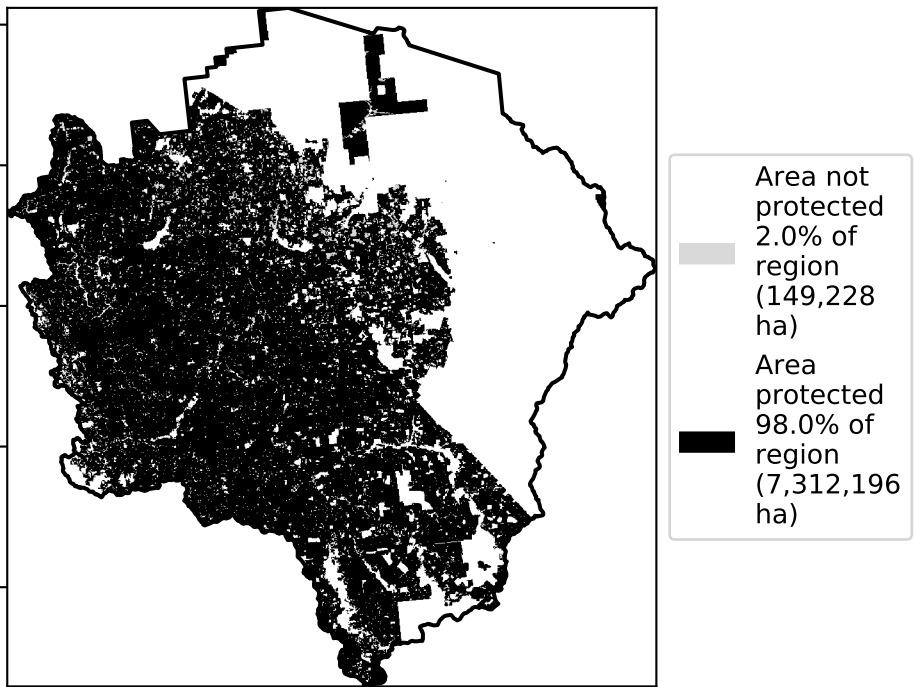 Area not
protected
2.0% of
region
(149,228
ha)
Area
protected
98.0% of
region
(7,312,196
ha)